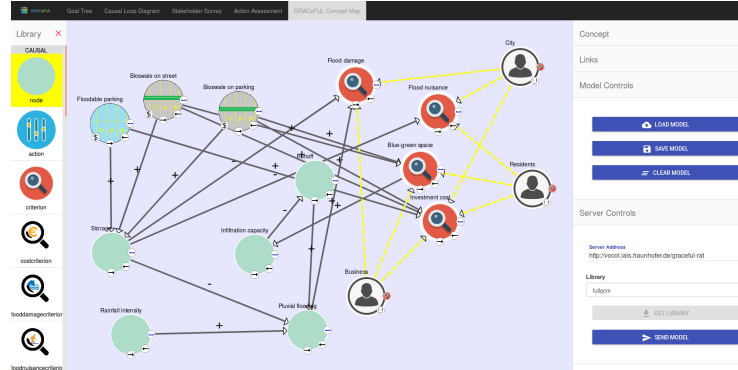 GRACeFUL Goal Tree Causal Loop Diagram Stakeholder Survey Action Assessment GRACeFUL Concept Map
Library ×
CAUSAL
node
action
criterion
costcriterion
looddamagecriterion
loodnuisancecriterio
City
Flood damage
Bioswale on street
Bioswale on parking
Flood nuisance
Floodable parking
$
$
$
+
+
Blue-green space
Runoff
-
+
+
+
Residents
-
Investment cost
+
+
Storage
Infiltration capacity
+
Business
-
Rainfall intensity
Pluvial flooding
+
Concept
Links
Model Controls
LOAD MODEL
SAVE MODEL
CLEAR MODEL
Server Controls
Server Address
http://vocol.iais.fraunhofer.de/graceful-rat
Library
fullgcm
GET LIBRARY
SEND MODEL